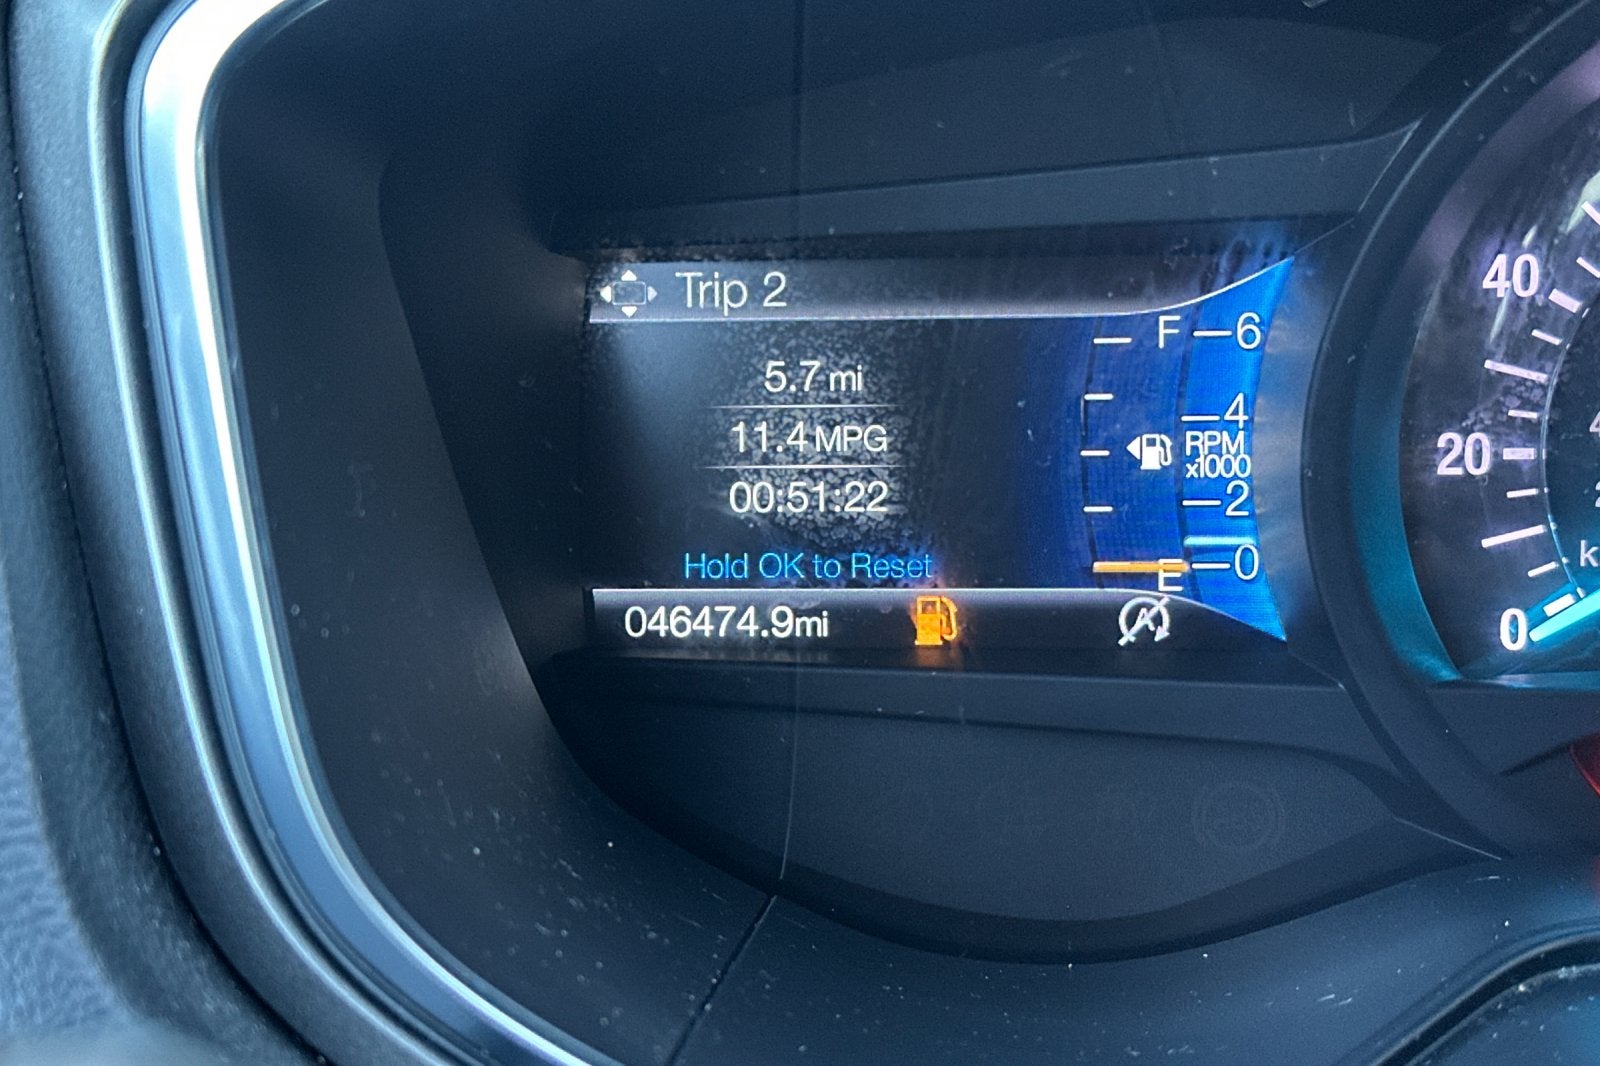 Trip 2
5.7 mi
11.4 MPG
00:51:22
Hold OK to Reset
046474.9mi
F
E
6
4
RPM
x1000
2
0
40
20
0